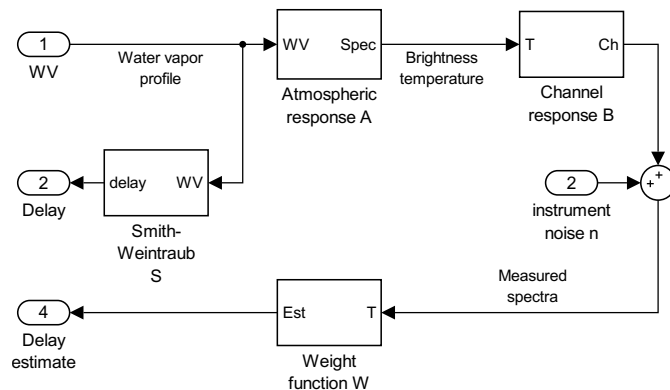 1
WV
Water vapor
profile
WV
Spec
Atmospheric
response A
Brightness
temperature
T
Ch
Channel
response B
2
Delay
delay
WV
Smith-
Weintraub
S
2
instrument
noise n
+
+
Measured
spectra
4
Delay
estimate
Est
T
Weight
function W